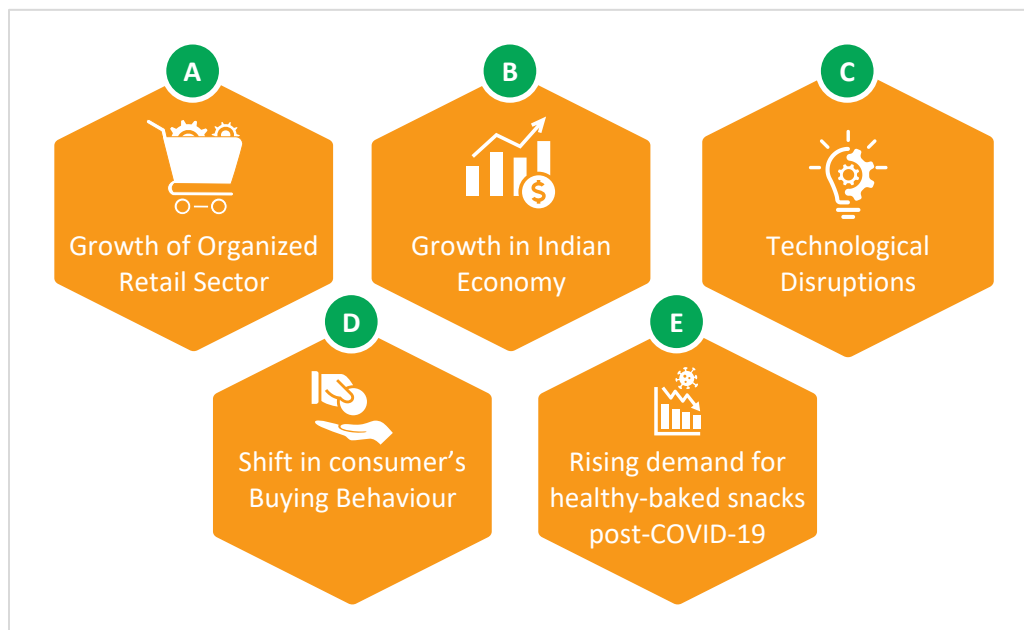 A
Growth of Organized
Retail Sector
B
$
Growth in Indian
Economy
C
Technological
Disruptions
D
Shift in consumer’s
Buying Behaviour
E
Rising demand for
healthy-baked snacks
post-COVID-19